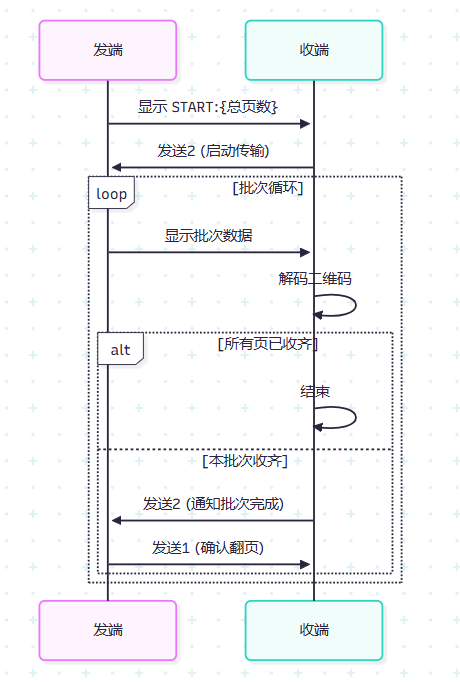 发端
收端
显示 START:{总页数}
发送2 (启动传输)
loop
[批次循环]
显示批次数据
解码二维码
alt
[所有页已收齐]
结束
[本批次收齐]
发送2 (通知批次完成)
发送1 (确认翻页)
发端
收端